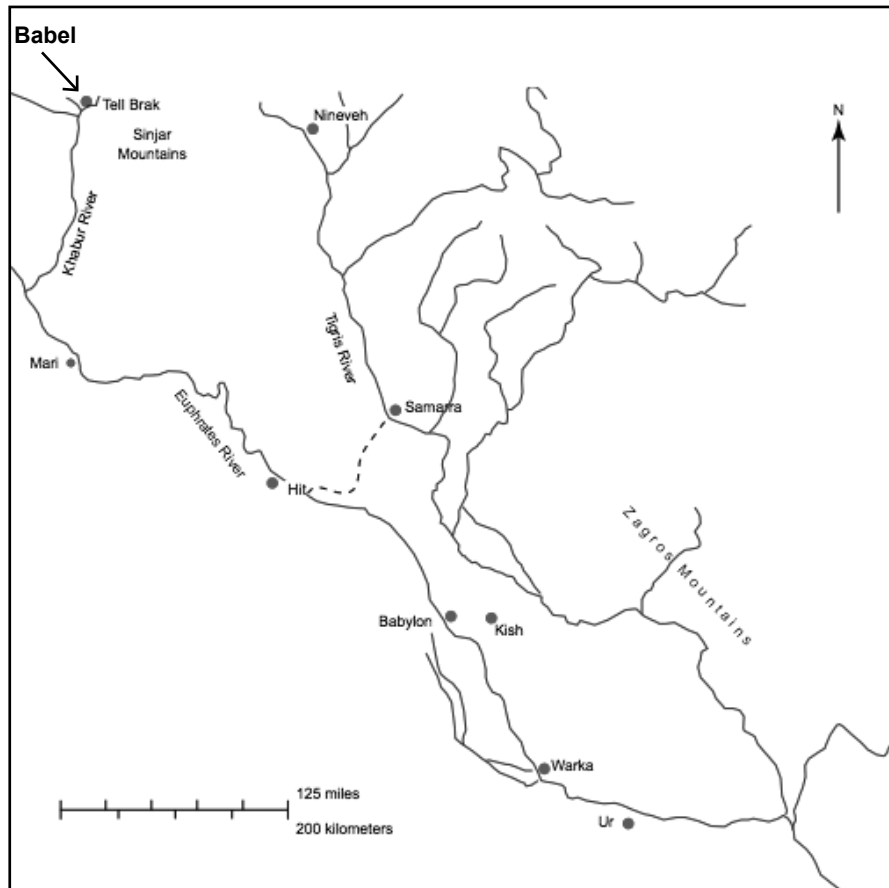 Babel
Tell Brak
Nineveh
N
Sinjar
Mountains
Khabur River
Tigris River
Mari
Samarra
Euphrates River
Hit
Zagros Mountains
Babylon
Kish
Warka
125 miles
Ur
200 kilometers